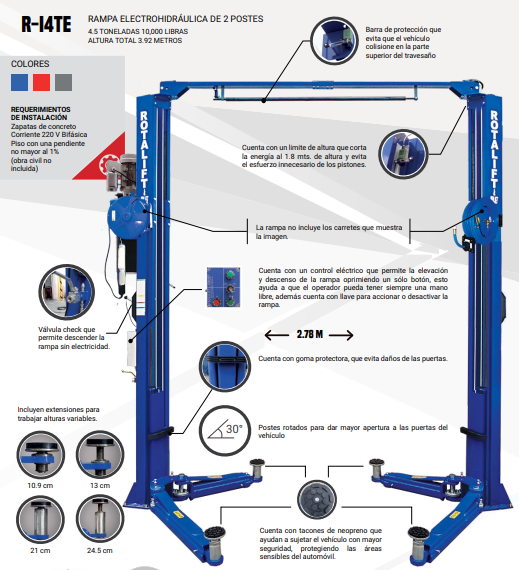 R-14TE
RAMPA ELECTROHIDRÁULICA DE 2 POSTES
4.5 TONELADAS 10,000 LIBRAS
ALTURA TOTAL 3.92 METROS
Barra de protección que
evita que el vehículo
colisione en la parte
superior del travesaño
COLORES
REQUERIMIENTOS
DE INSTALACIÓN
Zapatas de concreto
Corriente 220 V Bifásica
Piso con una pendiente
no mayor al 1%
(obra civil no
incluída)
ROTALIFT
ROTALIFT
Cuenta con un limite de altura que corta
la energía al 1.8 mts. de altura y evita
el esfuerzo innecesario de los pistones.
La rampa no incluye los carretes que muestra
la imagen.
Cuenta con un control eléctrico que permite la elevación
y descenso de la rampa oprimiendo un sólo botón, esto
ayuda a que el operador pueda tener siempre una mano
libre, además cuenta con llave para accionar o desactivar la
rampa.
Válvula check que
permite descender la
rampa sin electricidad.
2.78 M
Cuenta con goma protectora, que evita daños de las puertas.
Incluyen extensiones para
trabajar alturas variables.
30°
Postes rotados para dar mayor apertura a las puertas del
vehículo
10.9 cm
13 cm
21 cm
24.5 cm
Cuenta con tacones de neopreno que
ayudan a sujetar el vehículo con mayor
seguridad, protegiendo las áreas
sensibles del automóvil.